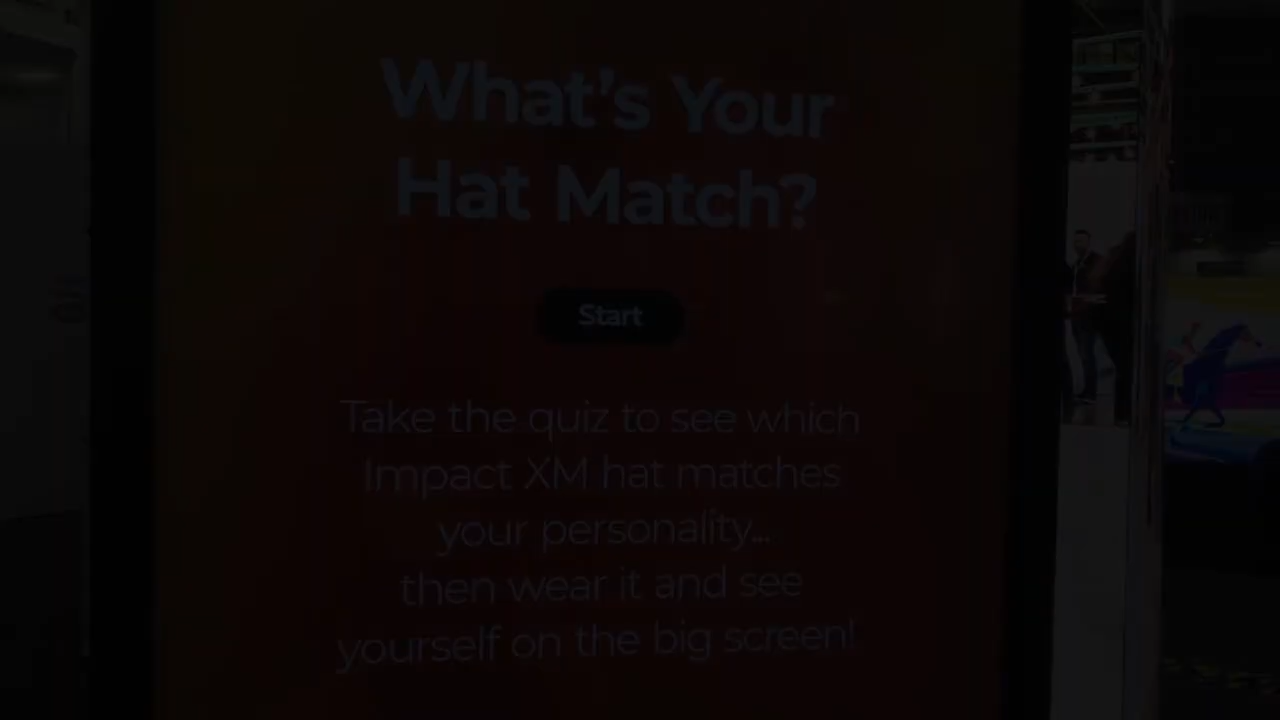 What's Your
Hat Match?
Start
Take the quiz to see which
Impact XM hat matches
your personality...
then wear it and see
yourself on the big screen!